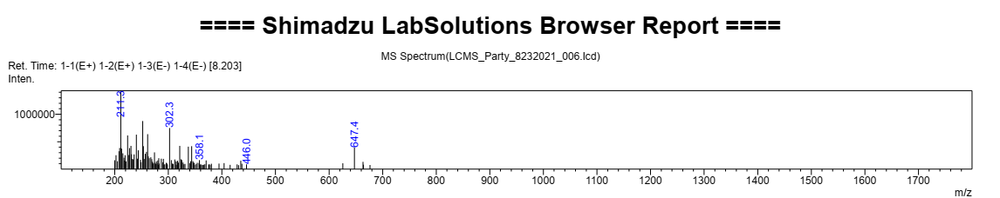 ==== Shimadzu LabSolutions Browser Report ====
MS Spectrum(LCMS_Party_8232021_006.lcd)
Ret. Time: 1-1(E+) 1-2(E+) 1-3(E-) 1-4(E-) [8.203]
Inten.
211.3
1000000
302.3
647.4
358.1
446.0
200 300 400 500 600 700 800 900 1000 1100 1200 1300 1400 1500 1600 1700
m/z